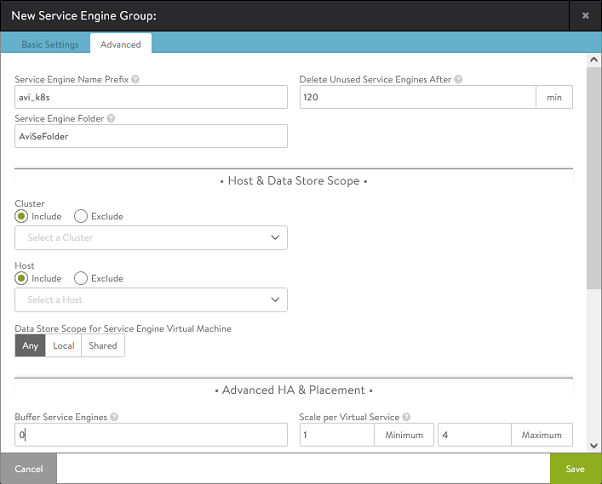 New Service Engine Group:
Basic Settings
Advanced
Service Engine Name Prefix
Delete Unused Service Engines After
avi_k8s
120
min
Service Engine Folder
AviSeFolder
• Host & Data Store Scope •
Cluster
Include
Exclude
Select a Cluster
Host
Include
Exclude
Select a Host
Data Store Scope for Service Engine Virtual Machine
Any
Local
Shared
• Advanced HA & Placement •
Buffer Service Engines
Scale per Virtual Service
0
1
Minimum
4
Maximum
Cancel
Save